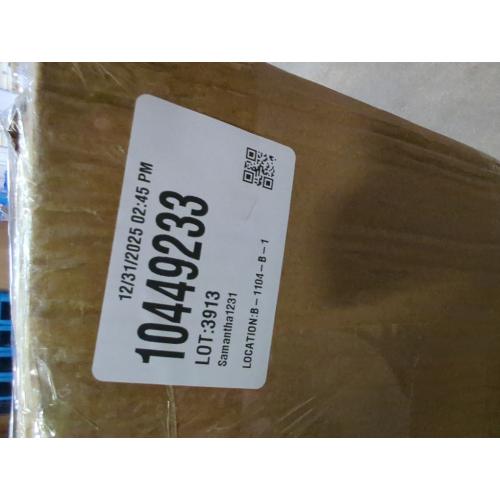 12/31/2025 02:45 PM
10449233
LOT:3913
Samantha1231
LOCATION:B-1104-B-1